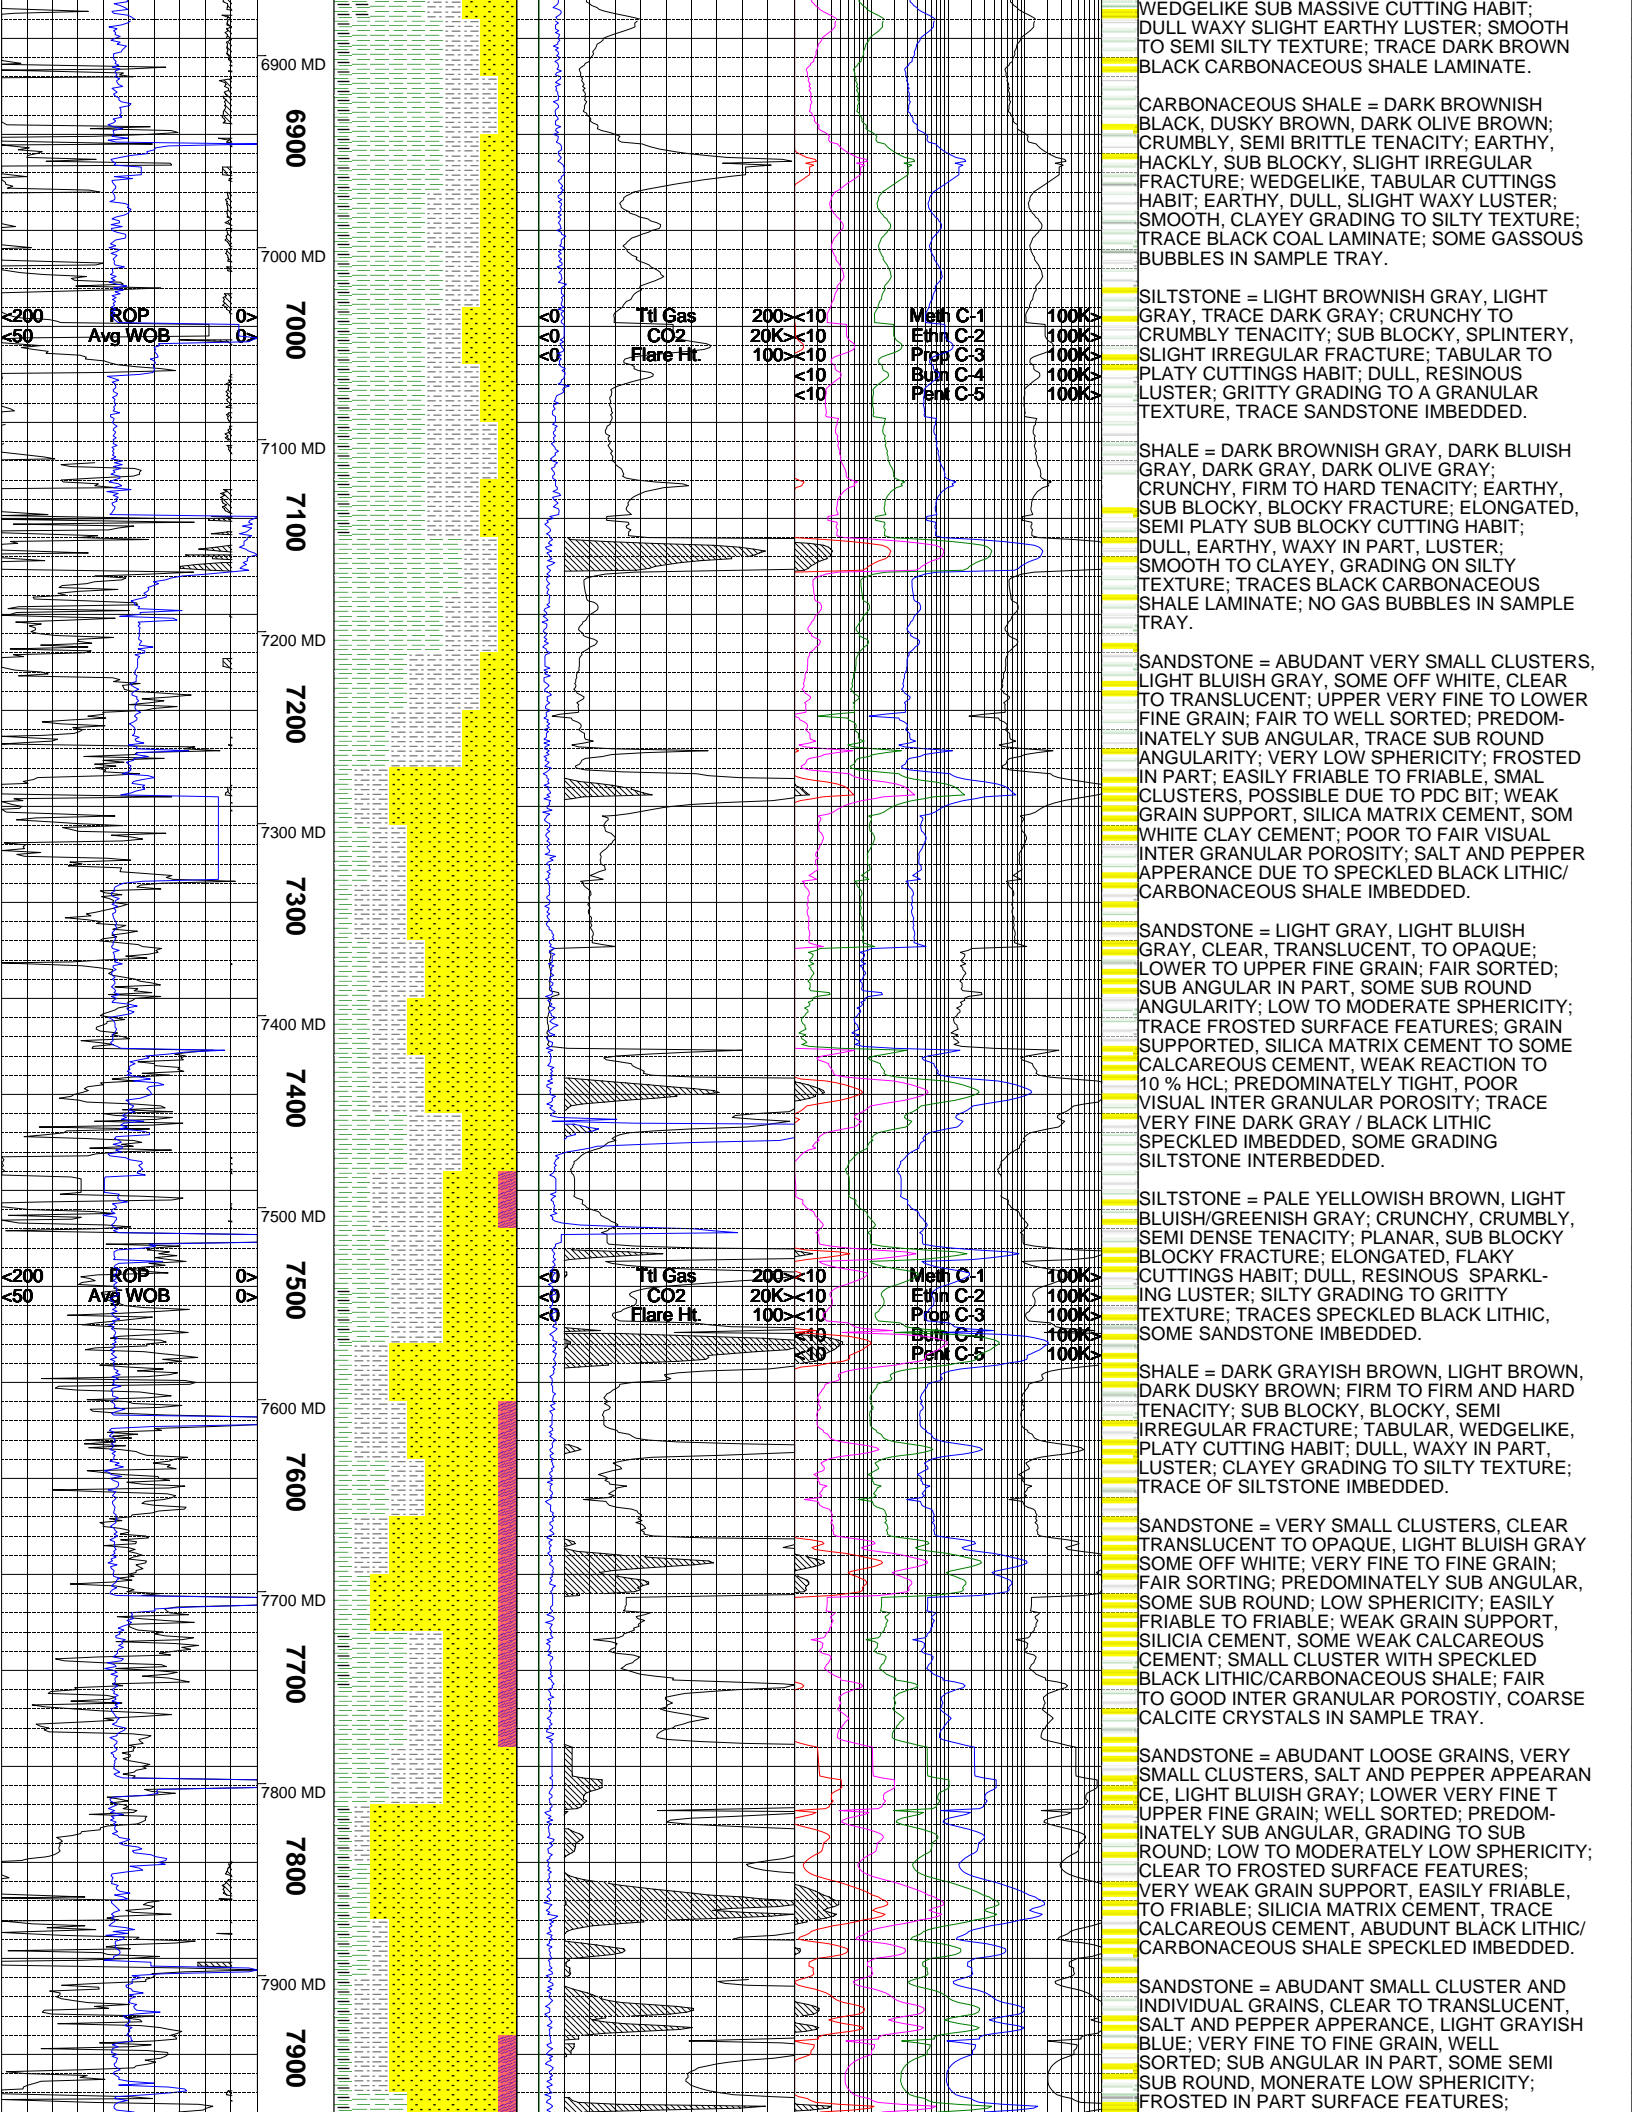 WEDGELIKE SUB MASSIVE CUTTING HABIT;
DULL WAXY SLIGHT EARTHY LUSTER; SMOOTH
TO SEMI SILTY TEXTURE; TRACE DARK BROWN
BLACK CARBONACEOUS SHALE LAMINATE.
CARBONACEOUS SHALE = DARK BROWNISH
BLACK, DUSKY BROWN, DARK OLIVE BROWN;
CRUMBLY, SEMI BRITTLE TENACITY; EARTHY,
HACKLY, SUB BLOCKY, SLIGHT IRREGULAR
FRACTURE; WEDGELIKE, TABULAR CUTTINGS
HABIT; EARTHY, DULL, SLIGHT WAXY LUSTER;
SMOOTH, CLAYEY GRADING TO SILTY TEXTURE;
TRACE BLACK COAL LAMINATE; SOME GASSOUS
BUBBLES IN SAMPLE TRAY.
SILTSTONE = LIGHT BROWNISH GRAY, LIGHT
GRAY, TRACE DARK GRAY; CRUNCHY TO
CRUMBLY TENACITY; SUB BLOCKY, SPLINTERY,
SLIGHT IRREGULAR FRACTURE; TABULAR TO
PLATY CUTTINGS HABIT; DULL, RESINOUS
LUSTER; GRITTY GRADING TO A GRANULAR
TEXTURE, TRACE SANDSTONE IMBEDDED.
SHALE = DARK BROWNISH GRAY, DARK BLUISH
GRAY, DARK GRAY, DARK OLIVE GRAY;
CRUNCHY, FIRM TO HARD TENACITY; EARTHY,
SUB BLOCKY, BLOCKY FRACTURE; ELONGATED,
SEMI PLATY SUB BLOCKY CUTTING HABIT;
DULL, EARTHY, WAXY IN PART, LUSTER;
SMOOTH TO CLAYEY, GRADING ON SILTY
TEXTURE; TRACES BLACK CARBONACEOUS
SHALE LAMINATE; NO GAS BUBBLES IN SAMPLE
TRAY.
SANDSTONE = ABUDANT VERY SMALL CLUSTERS,
LIGHT BLUISH GRAY, SOME OFF WHITE, CLEAR
TO TRANSLUCENT; UPPER VERY FINE TO LOWER
FINE GRAIN; FAIR TO WELL SORTED; PREDOM-
INATELY SUB ANGULAR, TRACE SUB ROUND
ANGULARITY; VERY LOW SPHERICITY; FROSTED
IN PART; EASILY FRIABLE TO FRIABLE, SMAL
CLUSTERS, POSSIBLE DUE TO PDC BIT; WEAK
GRAIN SUPPORT, SILICA MATRIX CEMENT, SOM
WHITE CLAY CEMENT; POOR TO FAIR VISUAL
INTER GRANULAR POROSITY; SALT AND PEPPER
APPERANCE DUE TO SPECKLED BLACK LITHIC/
CARBONACEOUS SHALE IMBEDDED.
SANDSTONE = LIGHT GRAY, LIGHT BLUISH
GRAY, CLEAR, TRANSLUCENT, TO OPAQUE;
LOWER TO UPPER FINE GRAIN; FAIR SORTED;
SUB ANGULAR IN PART, SOME SUB ROUND
ANGULARITY; LOW TO MODERATE SPHERICITY;
TRACE FROSTED SURFACE FEATURES; GRAIN
SUPPORTED, SILICA MATRIX CEMENT TO SOME
CALCAREOUS CEMENT, WEAK REACTION TO
10 % HCL; PREDOMINATELY TIGHT, POOR
VISUAL INTER GRANULAR POROSITY; TRACE
VERY FINE DARK GRAY / BLACK LITHIC
SPECKLED IMBEDDED, SOME GRADING
SILTSTONE INTERBEDDED.
SILTSTONE = PALE YELLOWISH BROWN, LIGHT
BLUISH/GREENISH GRAY; CRUNCHY, CRUMBLY,
SEMI DENSE TENACITY; PLANAR, SUB BLOCKY
BLOCKY FRACTURE; ELONGATED, FLAKY
CUTTINGS HABIT; DULL, RESINOUS  SPARKL-
ING LUSTER; SILTY GRADING TO GRITTY
TEXTURE; TRACES SPECKLED BLACK LITHIC,
SOME SANDSTONE IMBEDDED.
SHALE = DARK GRAYISH BROWN, LIGHT BROWN,
DARK DUSKY BROWN; FIRM TO FIRM AND HARD
TENACITY; SUB BLOCKY, BLOCKY, SEMI
IRREGULAR FRACTURE; TABULAR, WEDGELIKE,
PLATY CUTTING HABIT; DULL, WAXY IN PART,
LUSTER; CLAYEY GRADING TO SILTY TEXTURE;
TRACE OF SILTSTONE IMBEDDED.
SANDSTONE = VERY SMALL CLUSTERS, CLEAR
TRANSLUCENT TO OPAQUE, LIGHT BLUISH GRAY
SOME OFF WHITE; VERY FINE TO FINE GRAIN;
FAIR SORTING; PREDOMINATELY SUB ANGULAR,
SOME SUB ROUND; LOW SPHERICITY; EASILY
FRIABLE TO FRIABLE; WEAK GRAIN SUPPORT,
SILICIA CEMENT, SOME WEAK CALCAREOUS
CEMENT; SMALL CLUSTER WITH SPECKLED
BLACK LITHIC/CARBONACEOUS SHALE; FAIR
TO GOOD INTER GRANULAR POROSTIY, COARSE
CALCITE CRYSTALS IN SAMPLE TRAY.
SANDSTONE = ABUDANT LOOSE GRAINS, VERY
SMALL CLUSTERS, SALT AND PEPPER APPEARAN
CE, LIGHT BLUISH GRAY; LOWER VERY FINE T
UPPER FINE GRAIN; WELL SORTED; PREDOM-
INATELY SUB ANGULAR, GRADING TO SUB
ROUND; LOW TO MODERATELY LOW SPHERICITY;
CLEAR TO FROSTED SURFACE FEATURES;
VERY WEAK GRAIN SUPPORT, EASILY FRIABLE,
TO FRIABLE; SILICIA MATRIX CEMENT, TRACE
CALCAREOUS CEMENT, ABUDUNT BLACK LITHIC/
CARBONACEOUS SHALE SPECKLED IMBEDDED.
SANDSTONE = ABUDANT SMALL CLUSTER AND
INDIVIDUAL GRAINS, CLEAR TO TRANSLUCENT,
SALT AND PEPPER APPERANCE, LIGHT GRAYISH
BLUE; VERY FINE TO FINE GRAIN, WELL
SORTED; SUB ANGULAR IN PART, SOME SEMI
SUB ROUND, MONERATE LOW SPHERICITY;
FROSTED IN PART SURFACE FEATURES;
6900 MD
6900
7000 MD
<200 ROP 0>
<50 Avg WOB 0>
7000
<0 Ttl Gas 200>
<0 CO2 20K>
<0 Flare Ht. 100>
<10 Meth C-1 100K>
<10 Ethn C-2 100K>
<10 Prop C-3 100K>
<10 Butn C-4 100K>
<10 Pent C-5 100K>
7100 MD
7100
7200 MD
7200
7300 MD
7300
7400 MD
7400
7500 MD
<200 ROP 0>
<50 Avg WOB 0>
7500
<0 Ttl Gas 200>
<0 CO2 20K>
<0 Flare Ht. 100>
<10 Meth C-1 100K>
<10 Ethn C-2 100K>
<10 Prop C-3 100K>
<10 Butn C-4 100K>
<10 Pent C-5 100K>
7600 MD
7600
7700 MD
7700
7800 MD
7800
7900 MD
7900